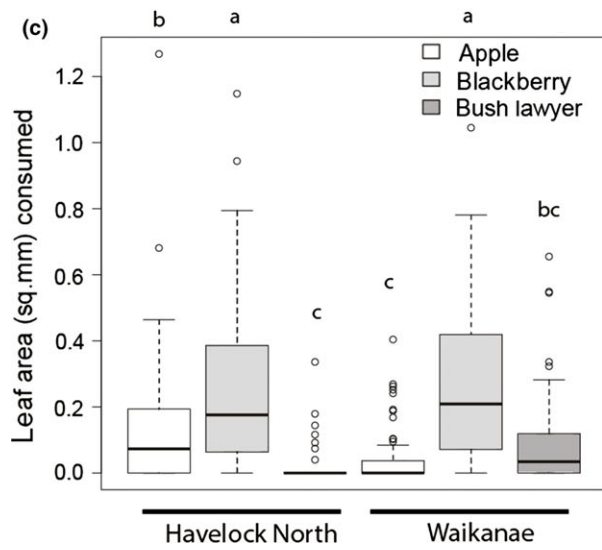 (c)
b a a
Apple
Blackberry
Bush lawyer
Leaf area (sq.mm) consumed
1.2
1.0
0.8
0.6
0.4
0.2
0.0
c c bc
Havelock North Waikanae